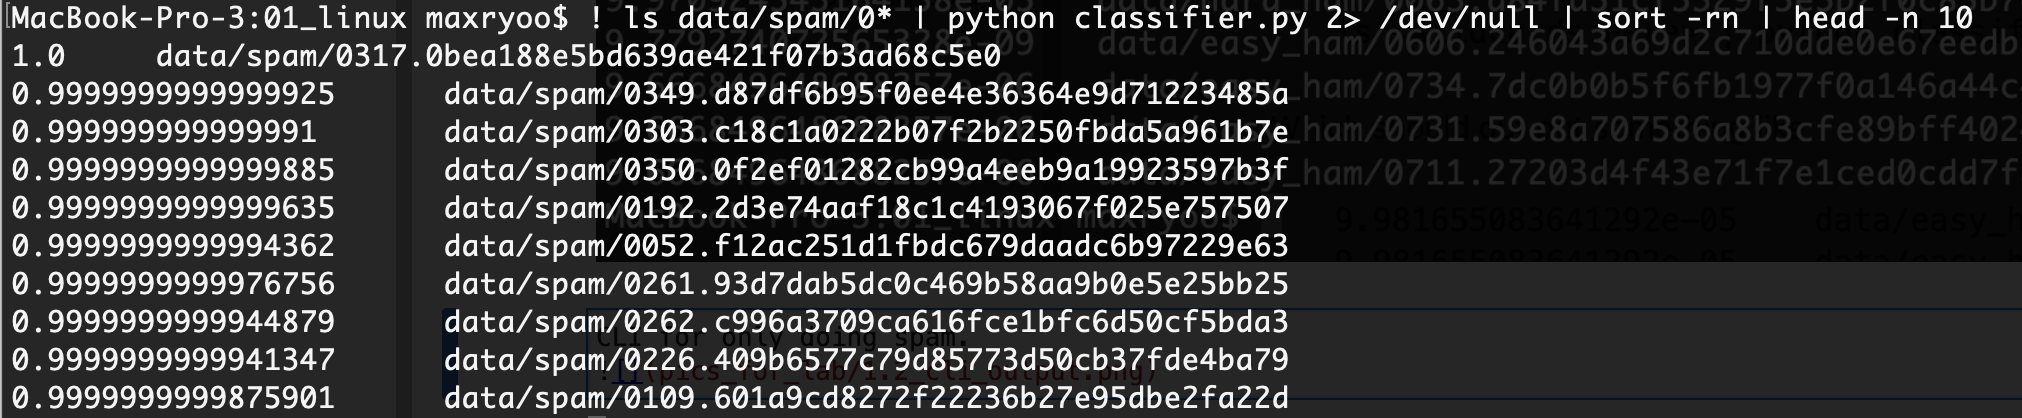 MacBook-Pro-3:01_linux maxryoo$ ! ls data/spam/0* | python classifier.py 2> /dev/null | sort -rn | head -n 10
1.0 data/spam/0317.0bea188e5bd639ae421f07b3ad68c5e0
0.9999999999999925 data/spam/0349.d87df6b95f0ee4e36364e9d71223485a
0.999999999999991 data/spam/0303.c18c1a0222b07f2b2250fbda5a961b7e
0.9999999999999885 data/spam/0350.0f2ef01282cb99a4eeb9a19923597b3f
0.9999999999999635 data/spam/0192.2d3e74aaf18c1c4193067f025e757507
0.9999999999994362 data/spam/0052.f12ac251d1fbdc679daadc6b97229e63
0.9999999999976756 data/spam/0261.93d7dab5dc0c469b58aa9b0e5e25bb25
0.9999999999944879 data/spam/0262.c996a3709ca616fce1bfc6d50cf5bda3
0.9999999999941347 data/spam/0226.409b6577c79d85773d50cb37fde4ba79
0.9999999999875901 data/spam/0109.601a9cd8272f22236b27e95dbe2fa22d